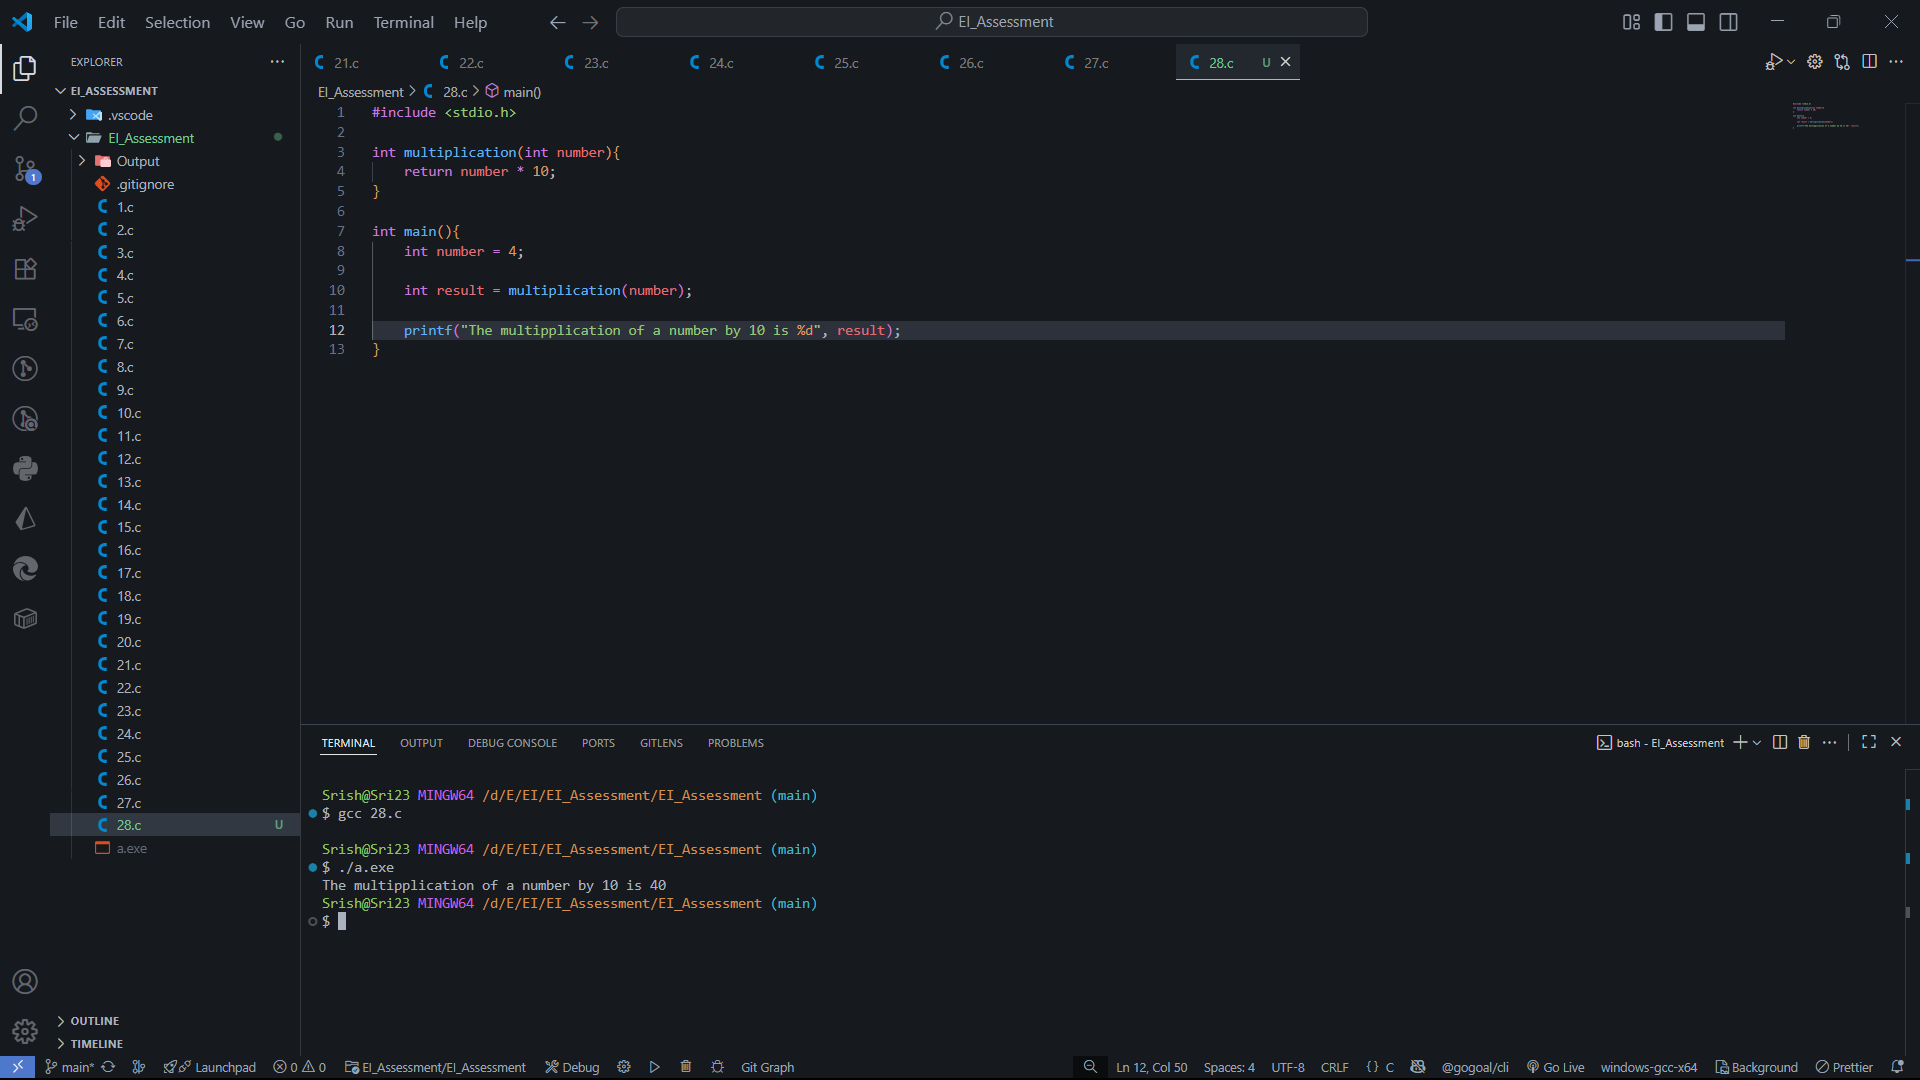 File Edit Selection View Go Run Terminal Help
EI_Assessment
EXPLORER
EI_ASSESSMENT
.vscode
EI_Assessment
Output
.gitignore
1.c
2.c
3.c
4.c
5.c
6.c
7.c
8.c
9.c
10.c
11.c
12.c
13.c
14.c
15.c
16.c
17.c
18.c
19.c
20.c
21.c
22.c
23.c
24.c
25.c
26.c
27.c
28.c U
a.exe
OUTLINE
TIMELINE
1
21.c 22.c 23.c 24.c 25.c 26.c 27.c 28.c U
EI_Assessment > 28.c > main()
1 #include <stdio.h>
2
3 int multiplication(int number){
4 return number * 10;
5 }
6
7 int main(){
8 int number = 4;
9
10 int result = multiplication(number);
11
12 printf("The multipplication of a number by 10 is %d", result);
13 }
TERMINAL OUTPUT DEBUG CONSOLE PORTS GITLENS PROBLEMS
bash - EI_Assessment
Srish@Sri23 MINGW64 /d/E/EI/EI_Assessment/EI_Assessment (main)
$ gcc 28.c
Srish@Sri23 MINGW64 /d/E/EI/EI_Assessment/EI_Assessment (main)
$ ./a.exe
The multipplication of a number by 10 is 40
Srish@Sri23 MINGW64 /d/E/EI/EI_Assessment/EI_Assessment (main)
$
main* Launchpad 0 0 EI_Assessment/EI_Assessment Debug Git Graph Ln 12, Col 50 Spaces: 4 UTF-8 CRLF {} C @gogoal/cli Go Live windows-gcc-x64 Background Prettier